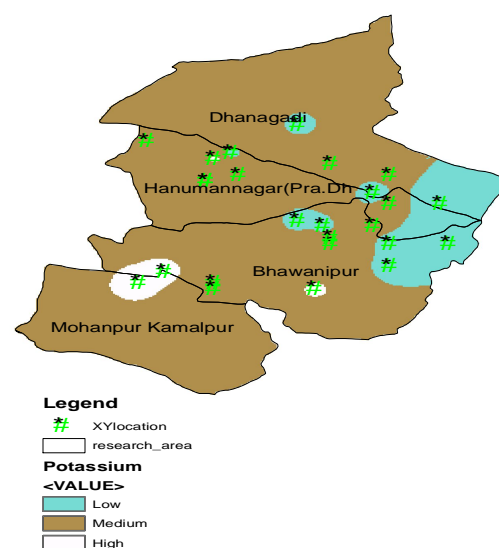 Dhanagadi
Hanumannagar(Pra.Dh
Bhawanipur
Mohanpur Kamalpur
Legend
XYlocation
research_area
Potassium
<VALUE>
Low
Medium
High